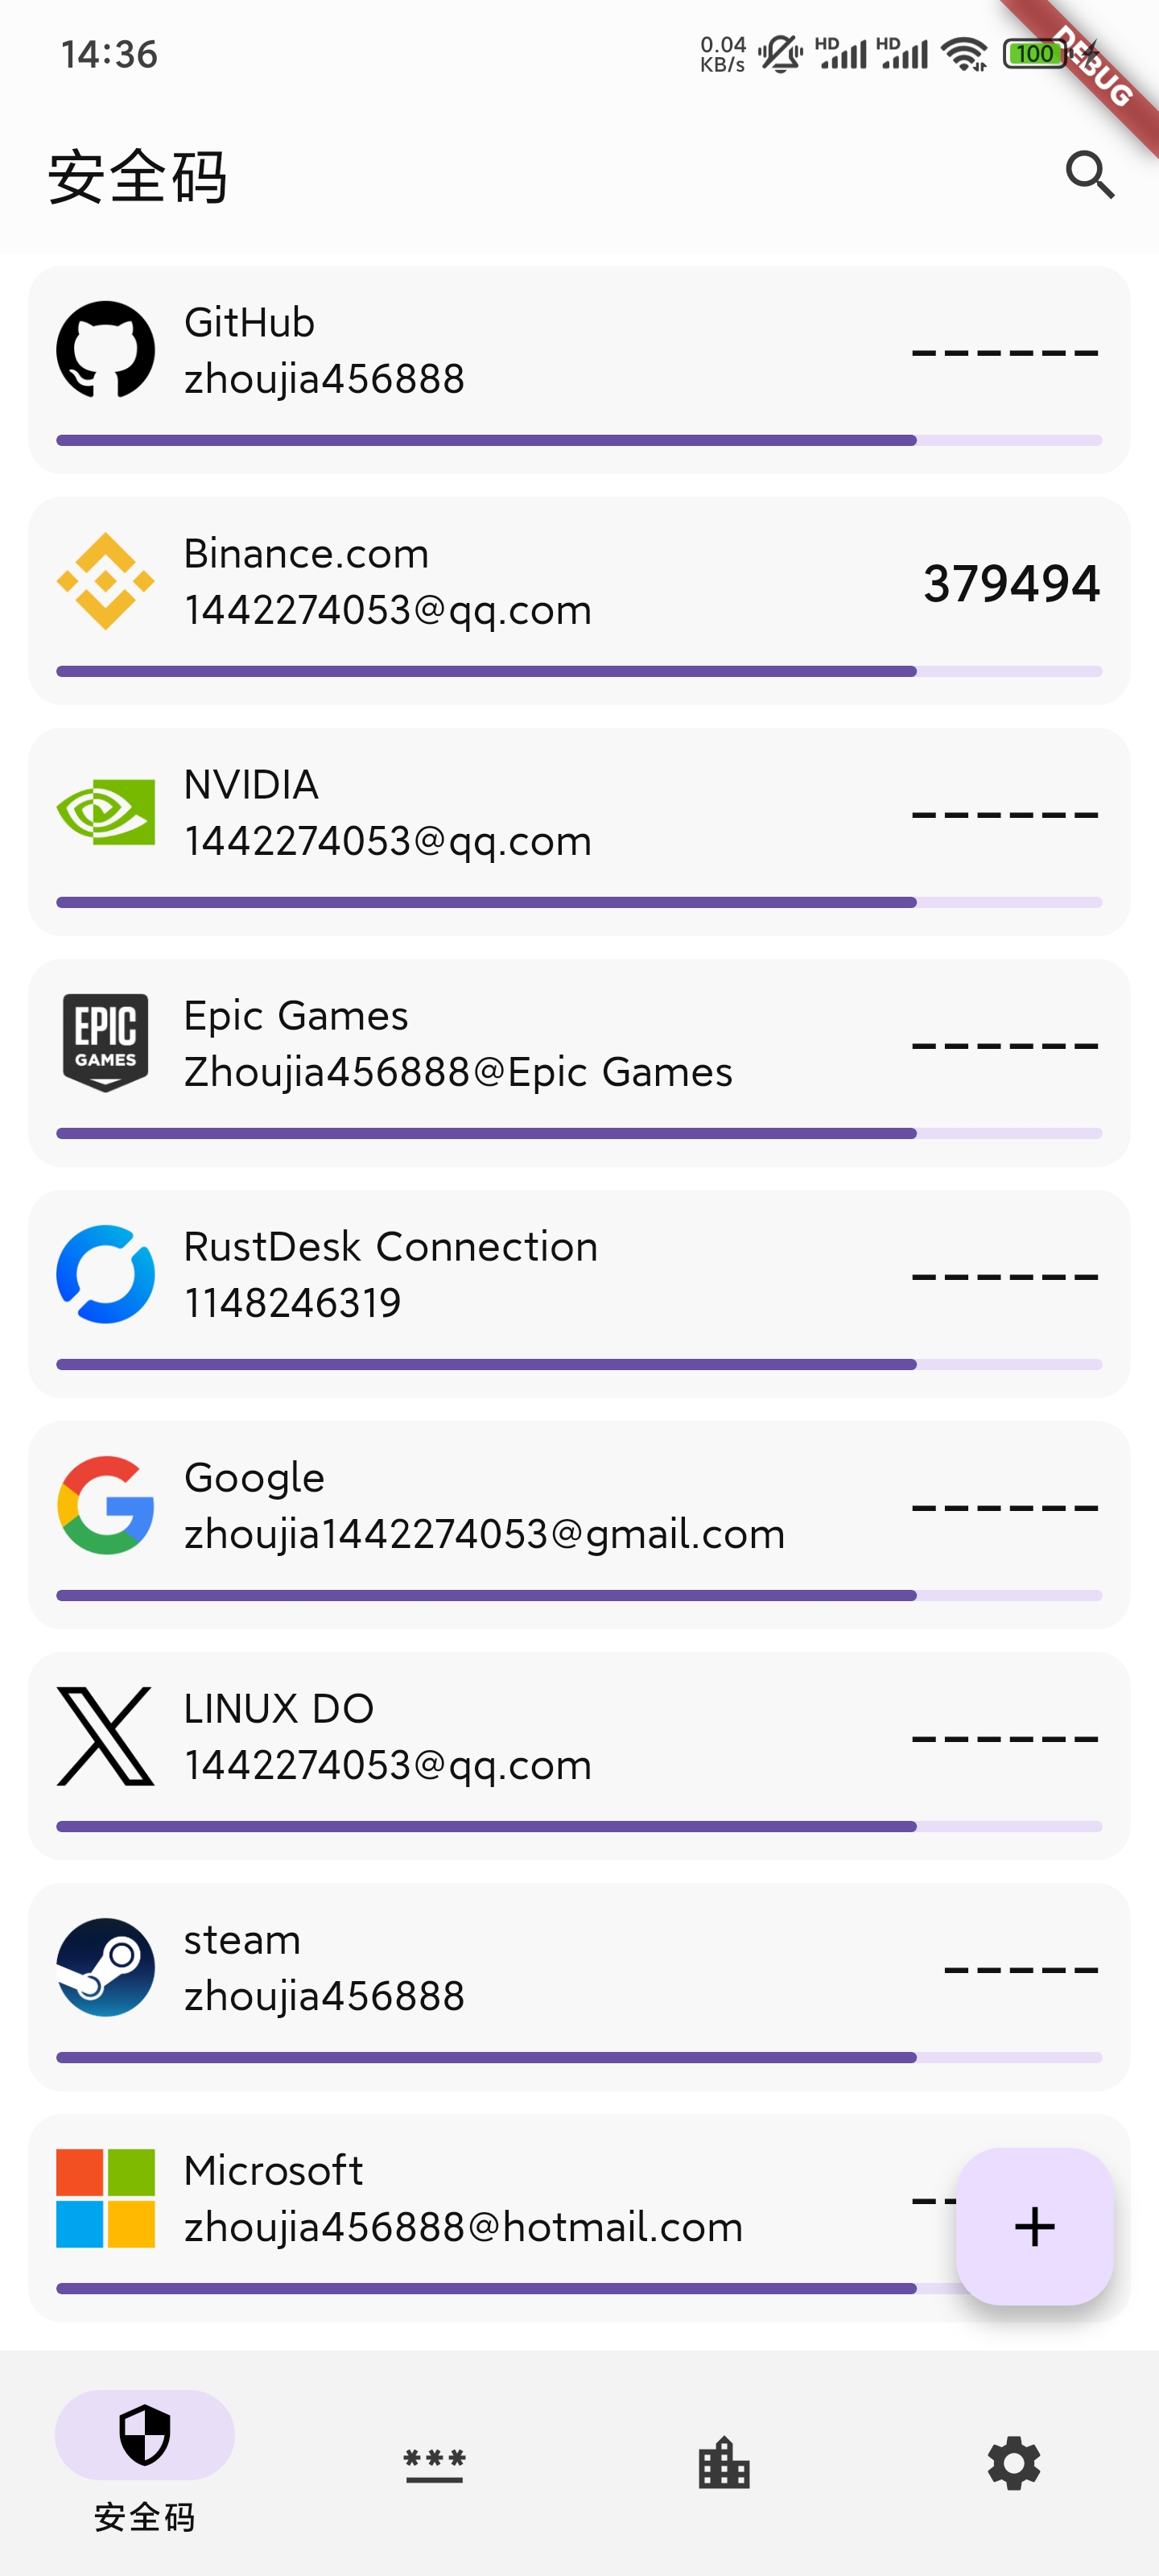 14:36
0.04
KB/s
HD
HD
100
DEBUG
安全码
GitHub
zhoujia456888
------
Binance.com
1442274053@qq.com
379494
NVIDIA
1442274053@qq.com
------
EPIC
GAMES
Epic Games
Zhoujia456888@Epic Games
------
RustDesk Connection
1148246319
------
Google
zhoujia1442274053@gmail.com
------
LINUX DO
1442274053@qq.com
------
steam
zhoujia456888
-----
Microsoft
zhoujia456888@hotmail.com
--
+
***
安全码